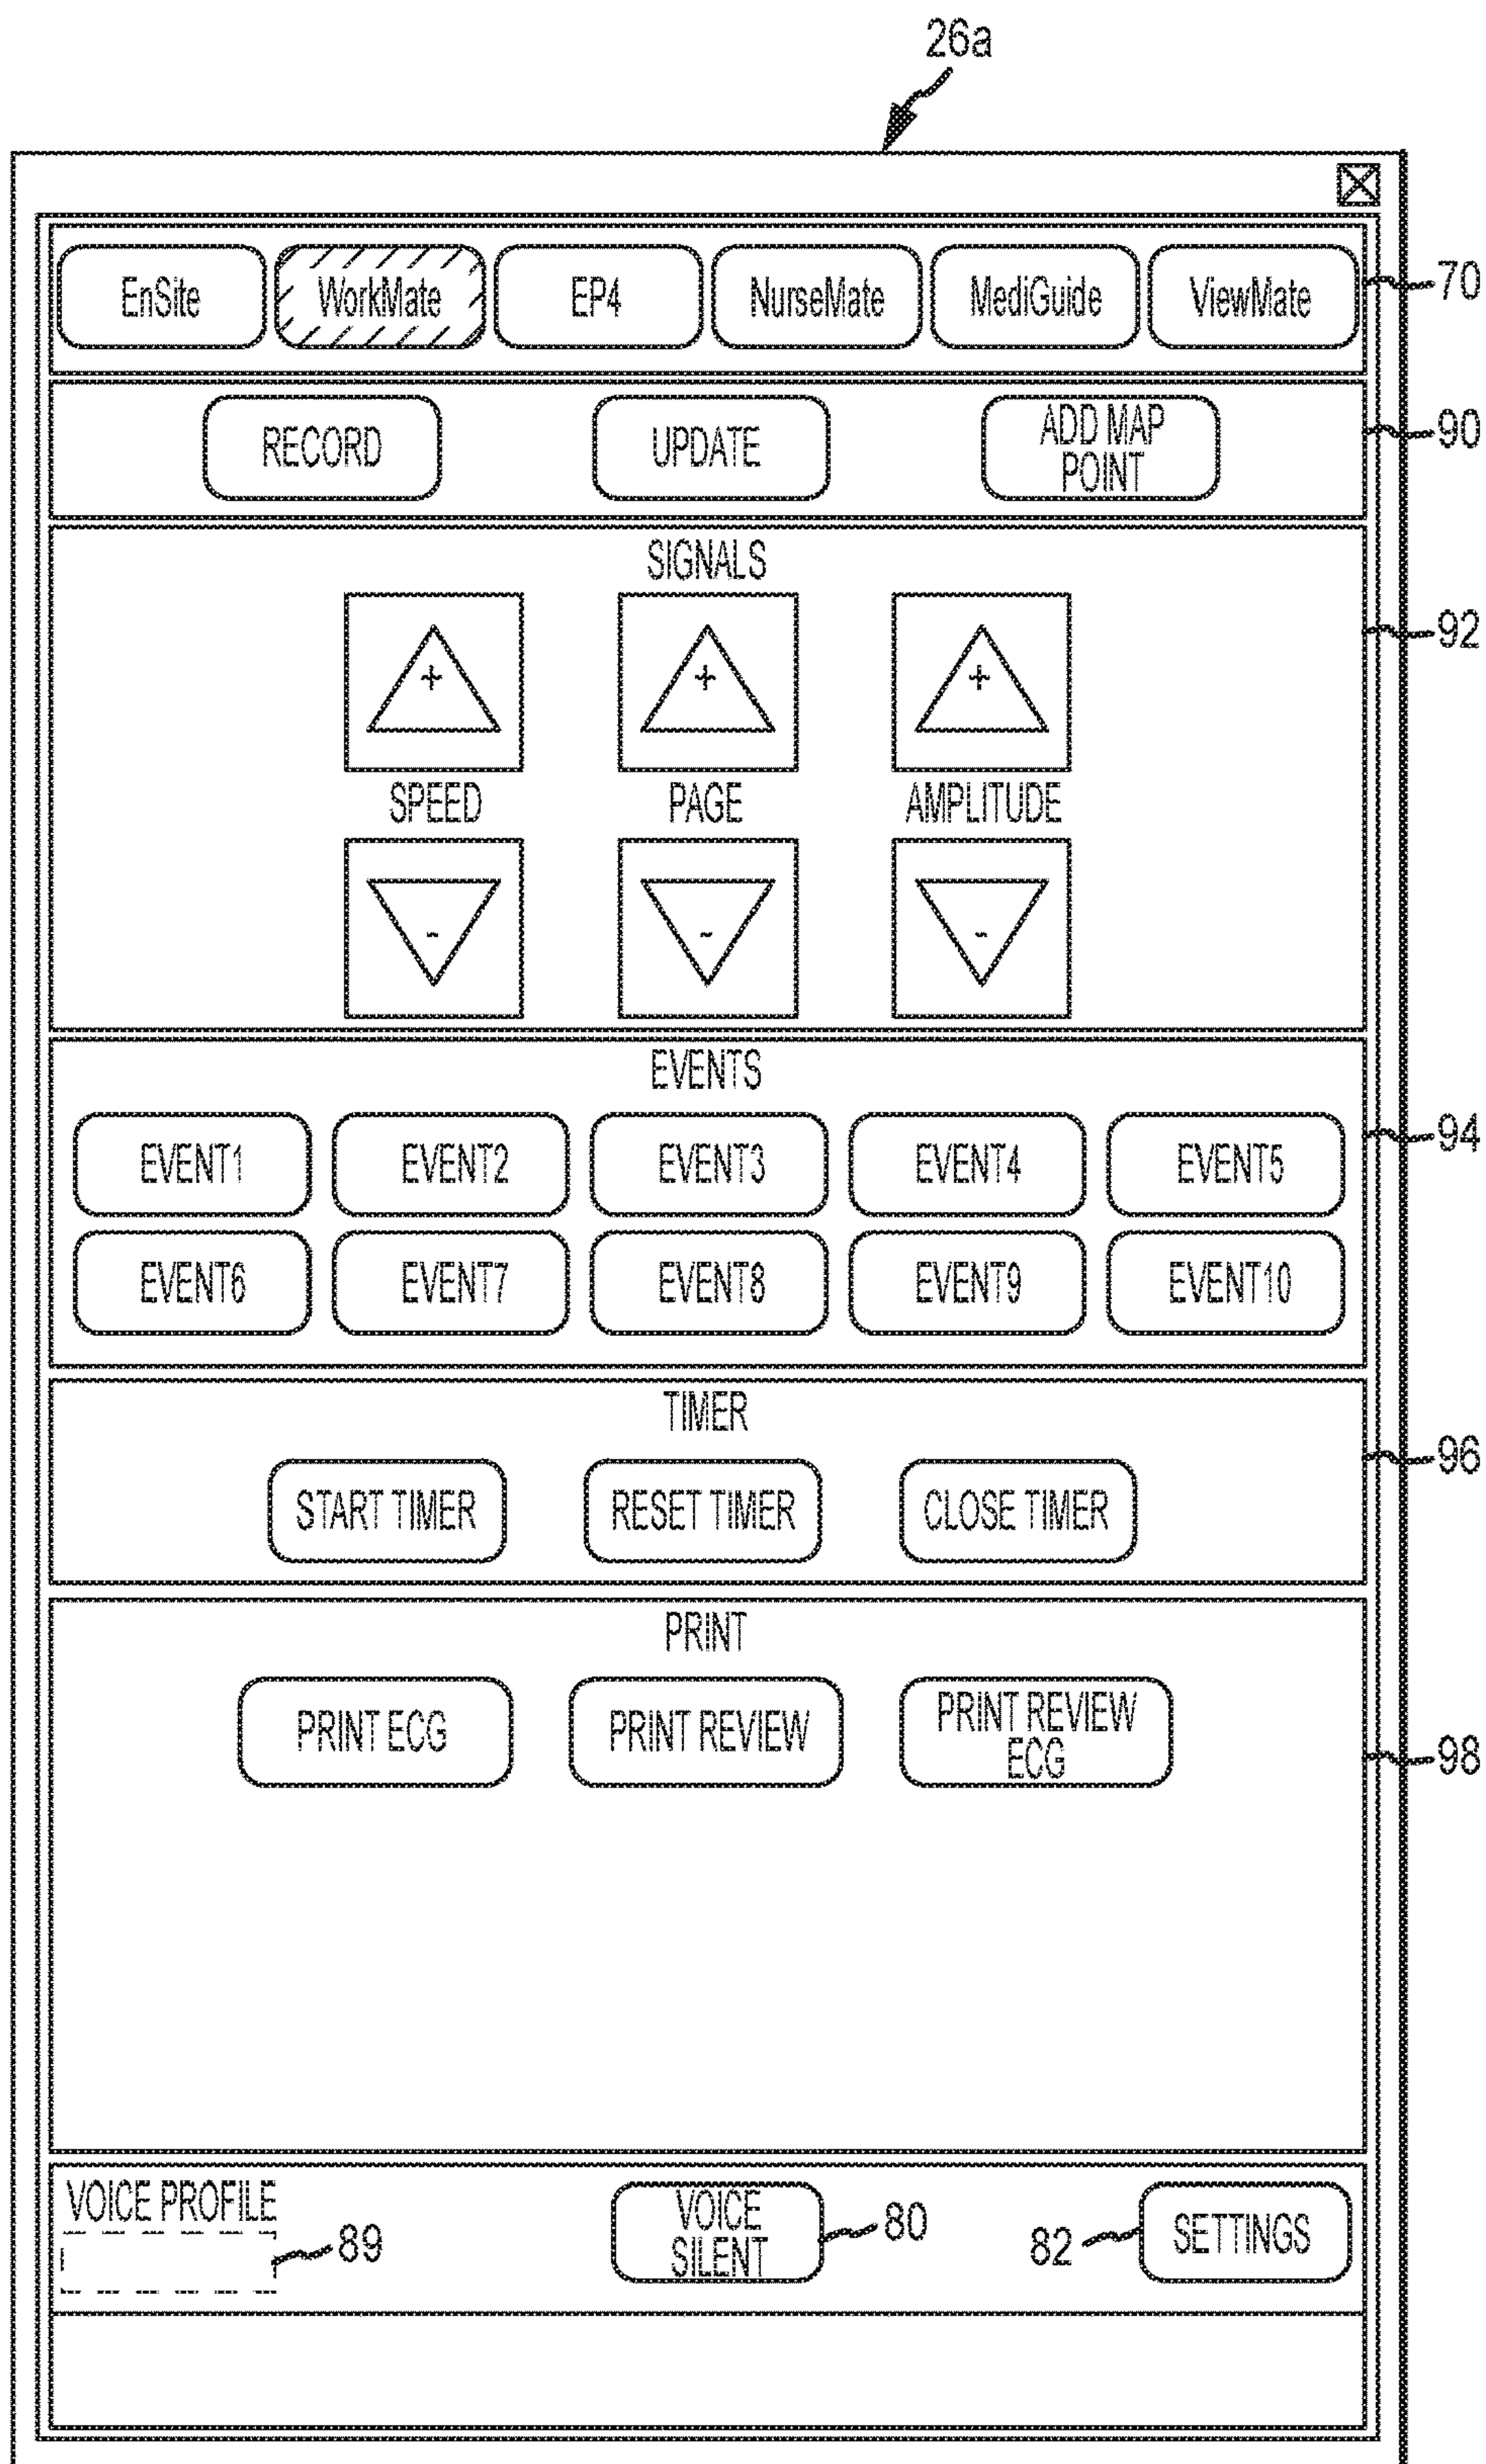 26a
EnSite WorkMate EP4 NurseMate MediGuide ViewMate 70
RECORD UPDATE ADD MAP POINT 90
SIGNALS
+ + + 92
SPEED PAGE AMPLITUDE
- - -
EVENTS
EVENT1 EVENT2 EVENT3 EVENT4 EVENT5 94
EVENT6 EVENT7 EVENT8 EVENT9 EVENT10
TIMER
START TIMER RESET TIMER CLOSE TIMER 96
PRINT
PRINT ECG PRINT REVIEW PRINT REVIEW ECG 98
VOICE PROFILE
89
VOICE SILENT 80
82 SETTINGS